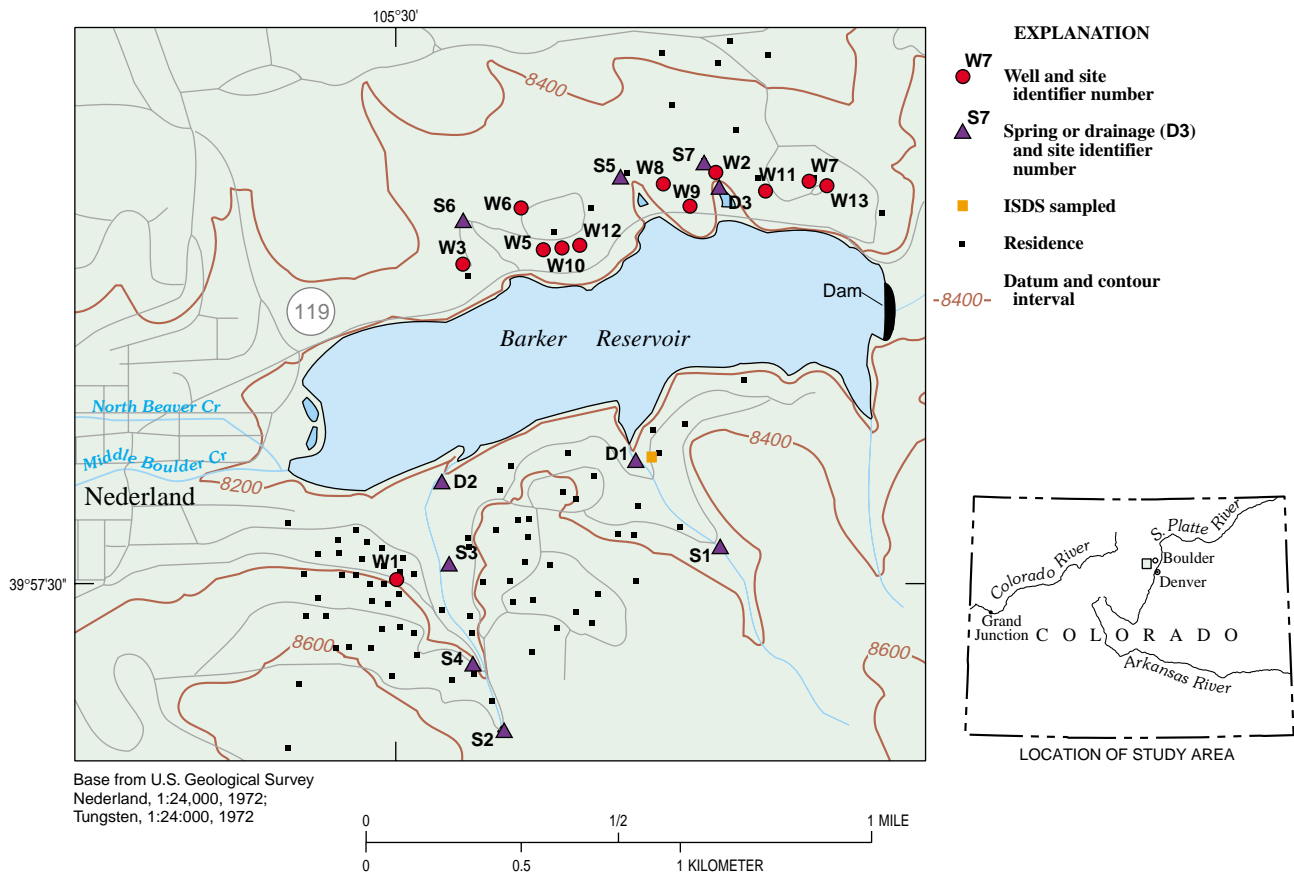 105°30'
8400
S7
W2
S5
W8
W11
W7
W9
D3
W13
W6
S6
W12
W5
W3
W10
119
Dam
Barker Reservoir
North Beaver Cr
Middle Boulder Cr
8200
Nederland
D1
8400
D2
S3
S1
W1
39°57'30"
8600
S4
8600
S2
Base from U.S. Geological Survey
Nederland, 1:24,000, 1972;
Tungsten, 1:24:000, 1972
0 1/2 1 MILE
0 0.5 1 KILOMETER
EXPLANATION
W7
Well and site
identifier number
S7
Spring or drainage (D3)
and site identifier
number
ISDS sampled
Residence
Datum and contour
interval
8400
S. Platte River
Colorado River
Boulder
Denver
Grand
Junction
COLORADO
Arkansas River
LOCATION OF STUDY AREA